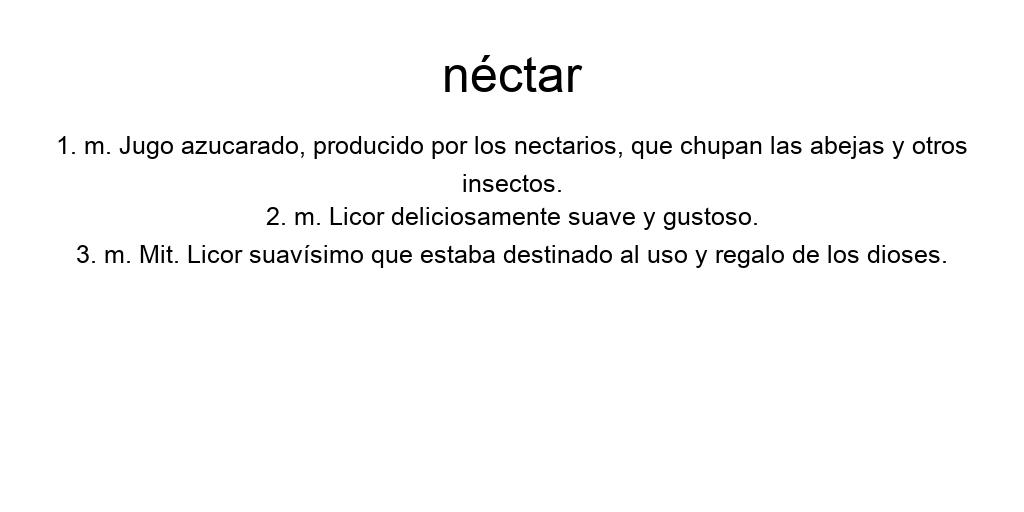 néctar
1. m. Jugo azucarado, producido por los nectarios, que chupan las abejas y otros
insectos.
2. m. Licor deliciosamente suave y gustoso.
3. m. Mit. Licor suavísimo que estaba destinado al uso y regalo de los dioses.